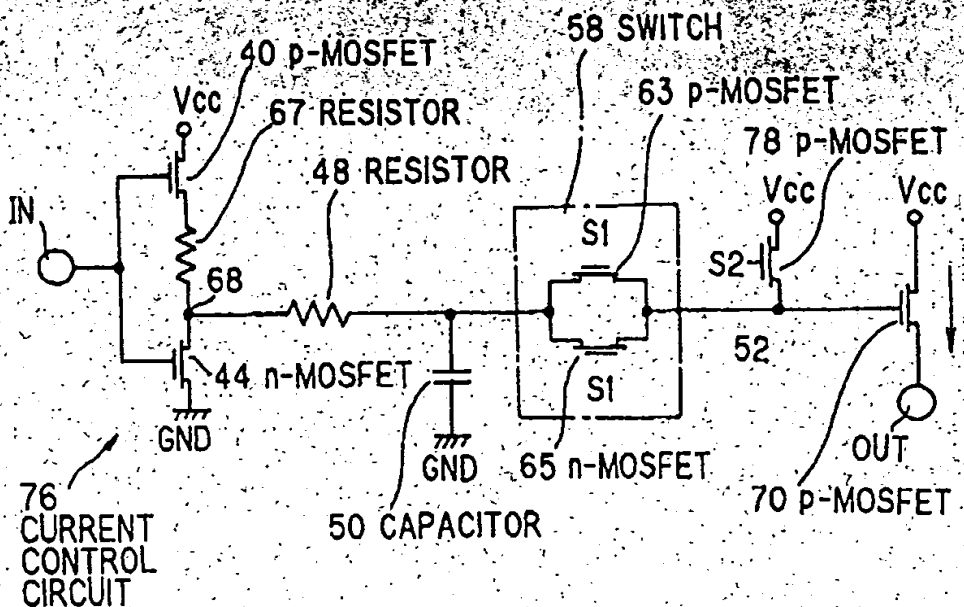 58 SWITCH
40 p-MOSFET
63 p-MOSFET
Vcc
67 RESISTOR
78 p-MOSFET
48 RESISTOR
Vcc
Vcc
IN
S1
S2
68
52
44 n-MOSFET
S1
GND
GND
65 n-MOSFET
OUT
76
CURRENT
CONTROL
CIRCUIT
50 CAPACITOR
70 p-MOSFET